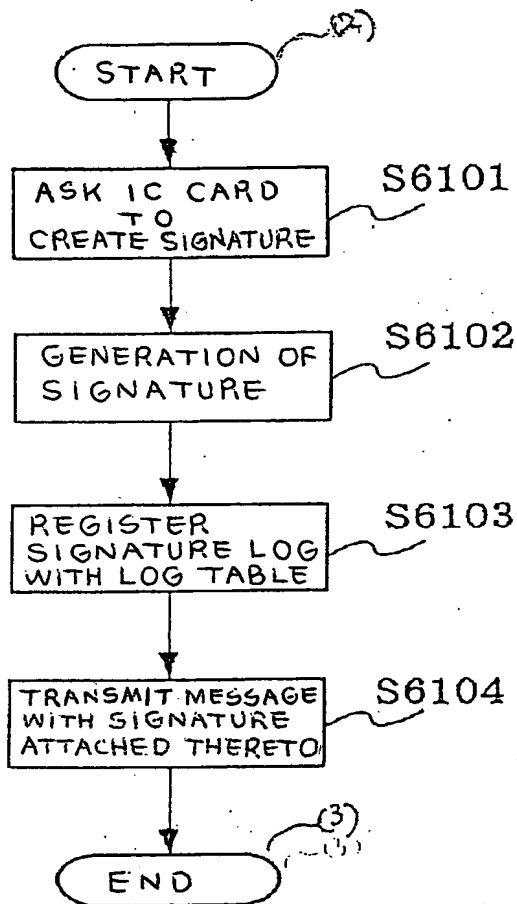 START
ASK IC CARD
TO
CREATE SIGNATURE
S6101
GENERATION OF
SIGNATURE
S6102
REGISTER
SIGNATURE LOG
WITH LOG TABLE
S6103
TRANSMIT MESSAGE
WITH SIGNATURE
ATTACHED THERETO
S6104
(3)
END